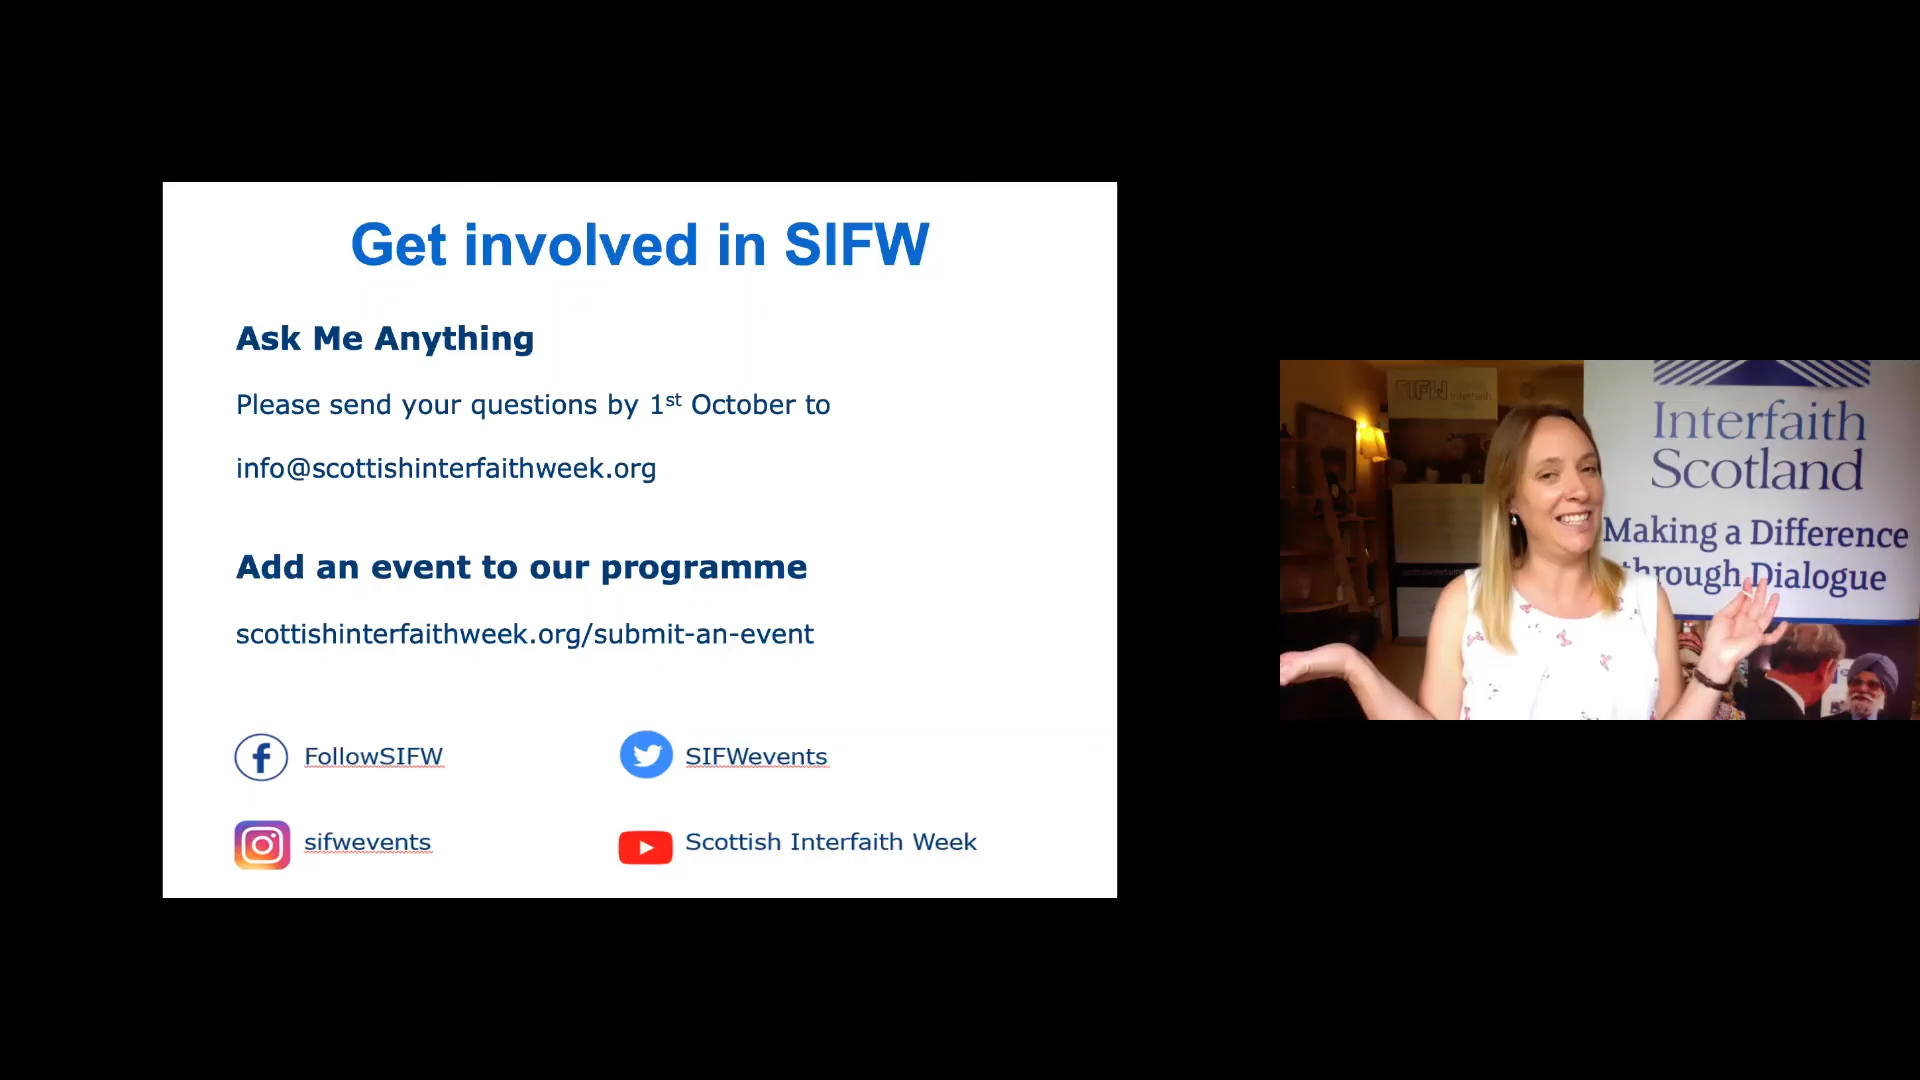 Get involved in SIFW
Ask Me Anything
Please send your questions by 1st October to
info@scottishinterfaithweek.org
Add an event to our programme
scottishinterfaithweek.org/submit-an-event
FollowSIFW
SIFWevents
sifwevents
Scottish Interfaith Week
SIFW
Interfaith
Scotland
Making a Difference
through Dialogue